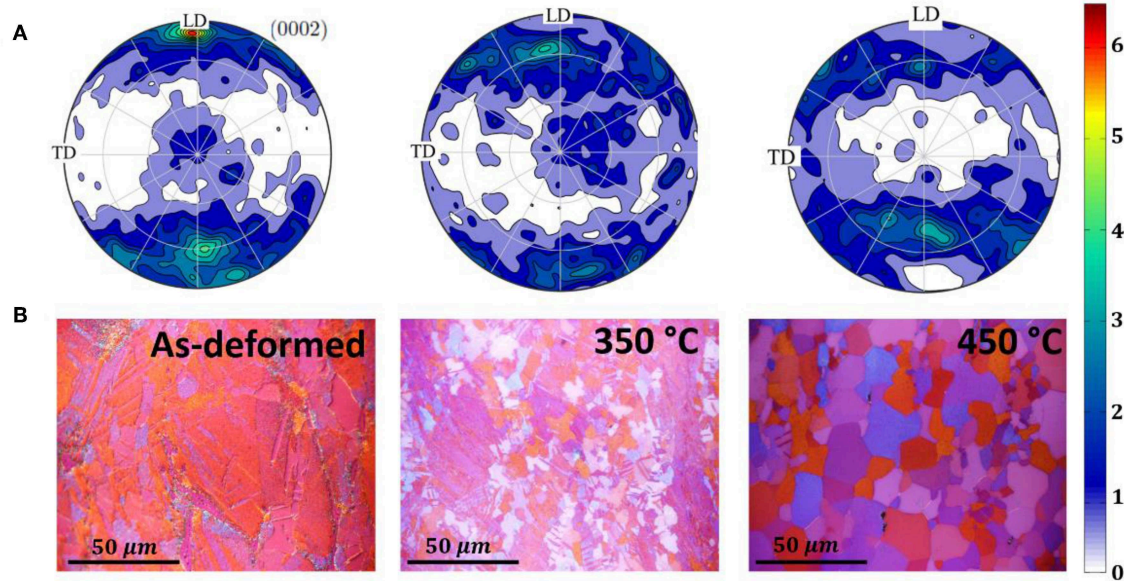 A
LD
(0002)
TD
LD
TD
LD
TD
6
5
4
3
2
1
0
B
As-deformed
50 μm
350 °C
50 μm
450 °C
50 μm